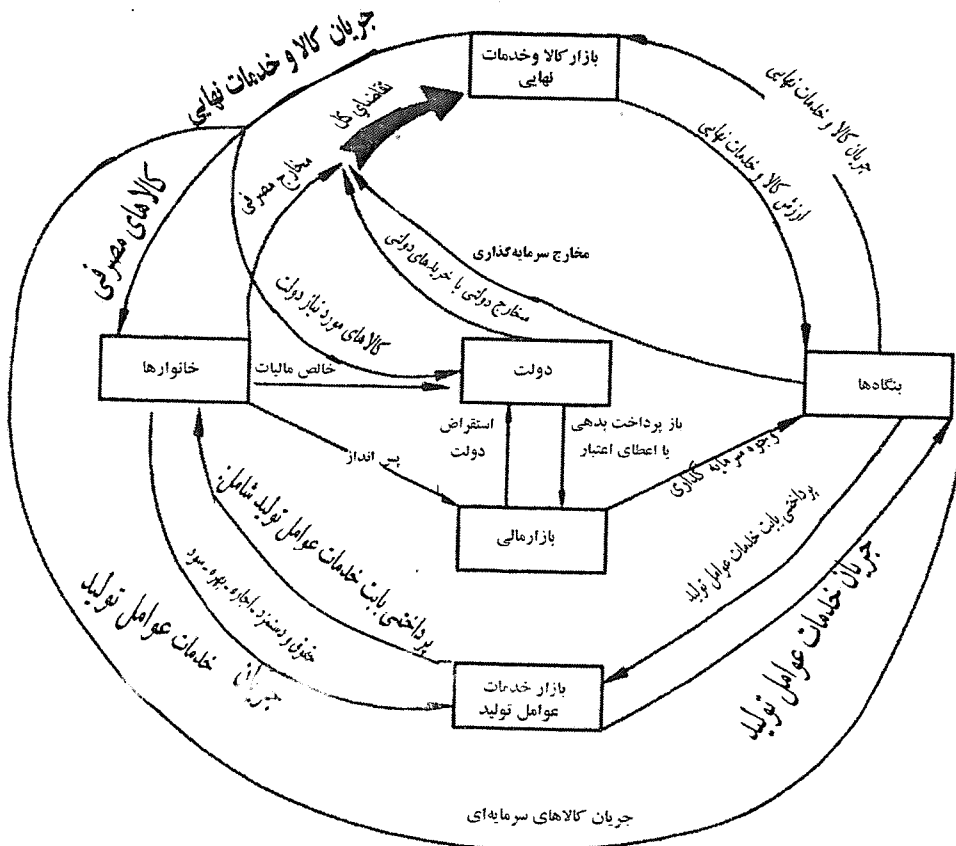 جریان کالا و خدمات نهایی
بازار کالا و خدمات
نهایی
جریان کالا و خدمات نهایی
تقاضای کل
ارزش کالا و خدمات نهایی
مخارج مصرفی
کالاهای مصرفی
مخارج سرمایه‌گذاری
مخارج دولتی یا خریدهای دولتی
کالاهای مورد نیاز دولت
خانوارها
خالص مالیات
دولت
بنگاه‌ها
استقراض
دولت
باز پرداخت بدهی
یا اعطای اعتبار
پس انداز
وجوه سرمایه گذاری
بازار مالی
پرداختی بابت خدمات عوامل تولید شامل:
حقوق و دستمزد - اجاره - بهره - سود
پرداختی بابت خدمات عوامل تولید
جریان خدمات عوامل تولید
جریان خدمات عوامل تولید
بازار خدمات
عوامل تولید
جریان کالاهای سرمایه‌ای